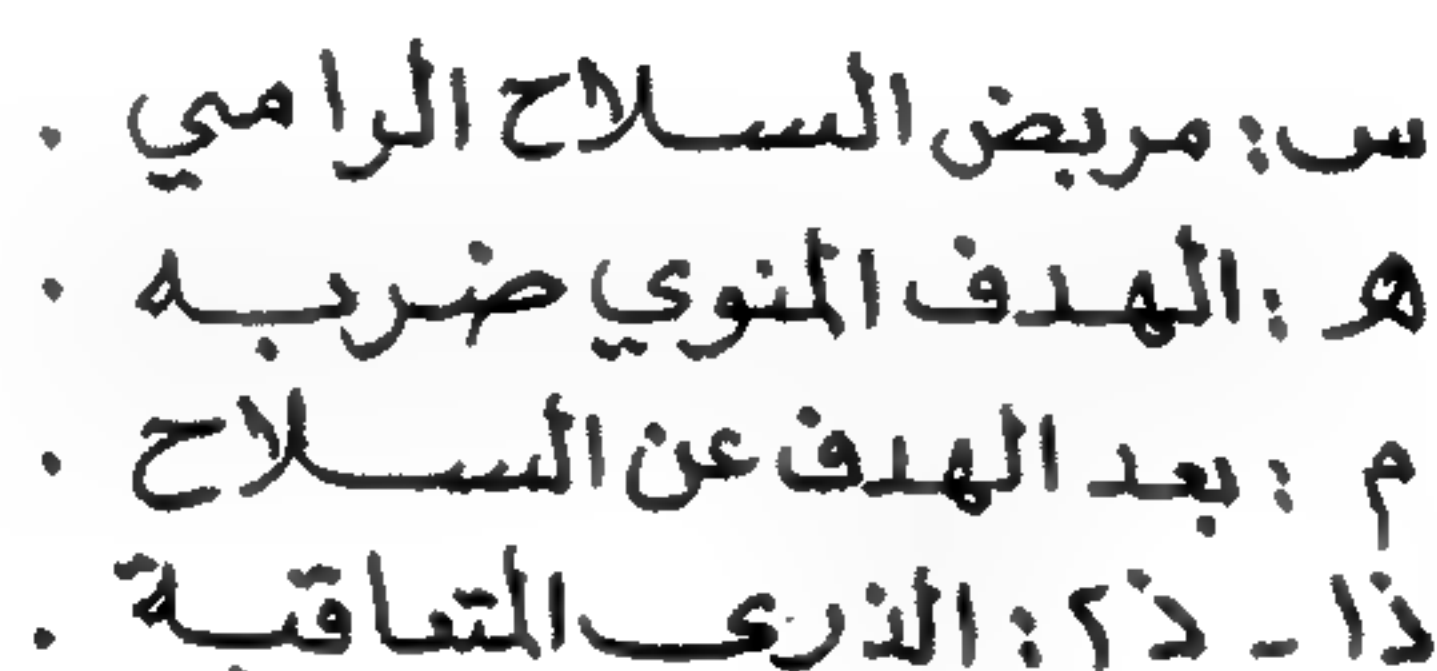 س: مربض السلاح الرامي .
هـ : الهدف المنوي ضربه .
م : بعد الهدف عن السلاح .
ذ١ - ذ٢ : الذرى المتعاقبة .